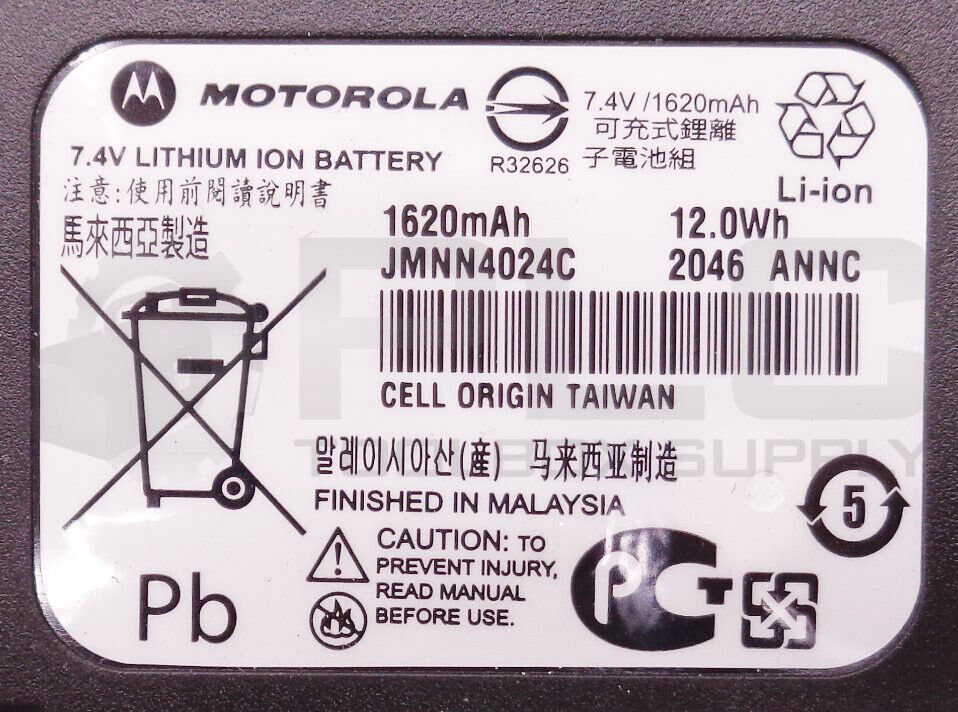 MOTOROLA
7.4V LITHIUM ION BATTERY
注意:使用前閱讀說明書
馬來西亞製造
R32626
7.4V /1620mAh
可充式鋰離
子電池組
Li-ion
1620mAh 12.0Wh
JMNN4024C 2046 ANNC
CELL ORIGIN TAIWAN
말레이시아산(産) 马来西亚制造
FINISHED IN MALAYSIA
CAUTION: TO
PREVENT INJURY,
READ MANUAL
BEFORE USE.
Pb
5
PLC
SUPPLY